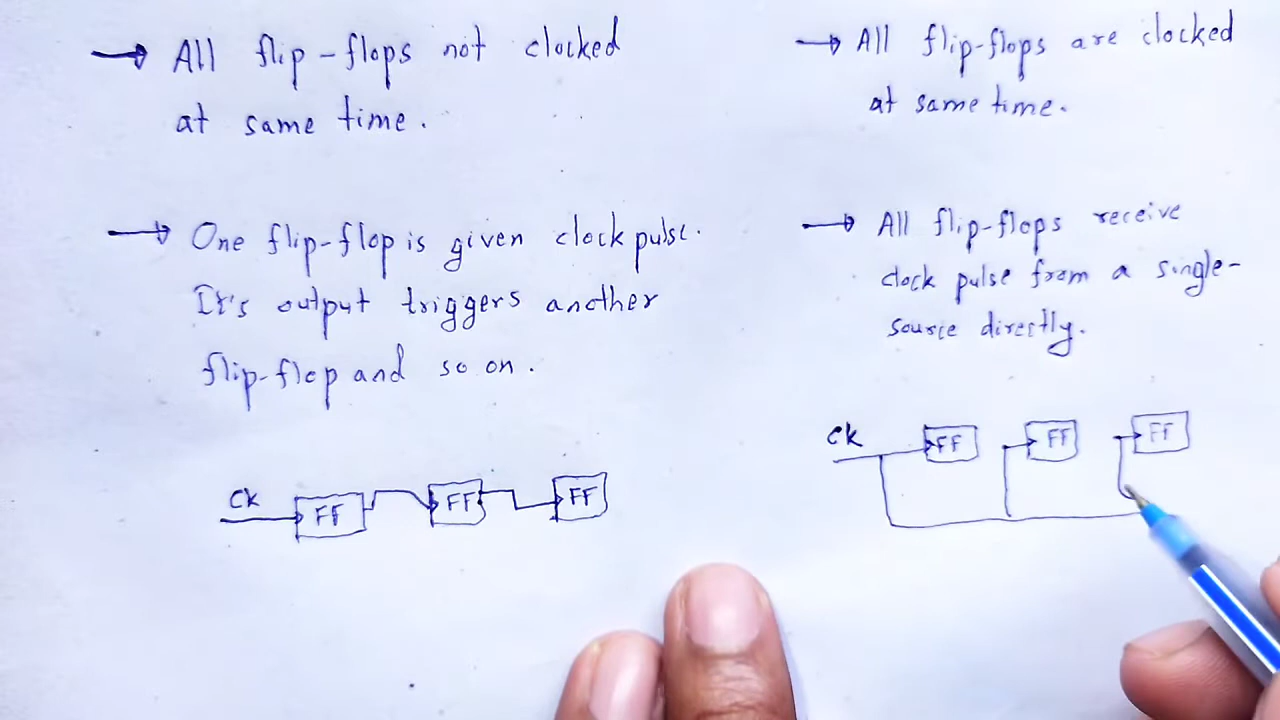 → All flip-flops not clocked
at same time.
→ One flip-flop is given clock pulse.
It's output triggers another
flip-flop and so on.
CK
FF FF FF
→ All flip-flops are clocked
at same time.
→ All flip-flops receive
clock pulse from a single-
source directly.
CK
FF FF FF